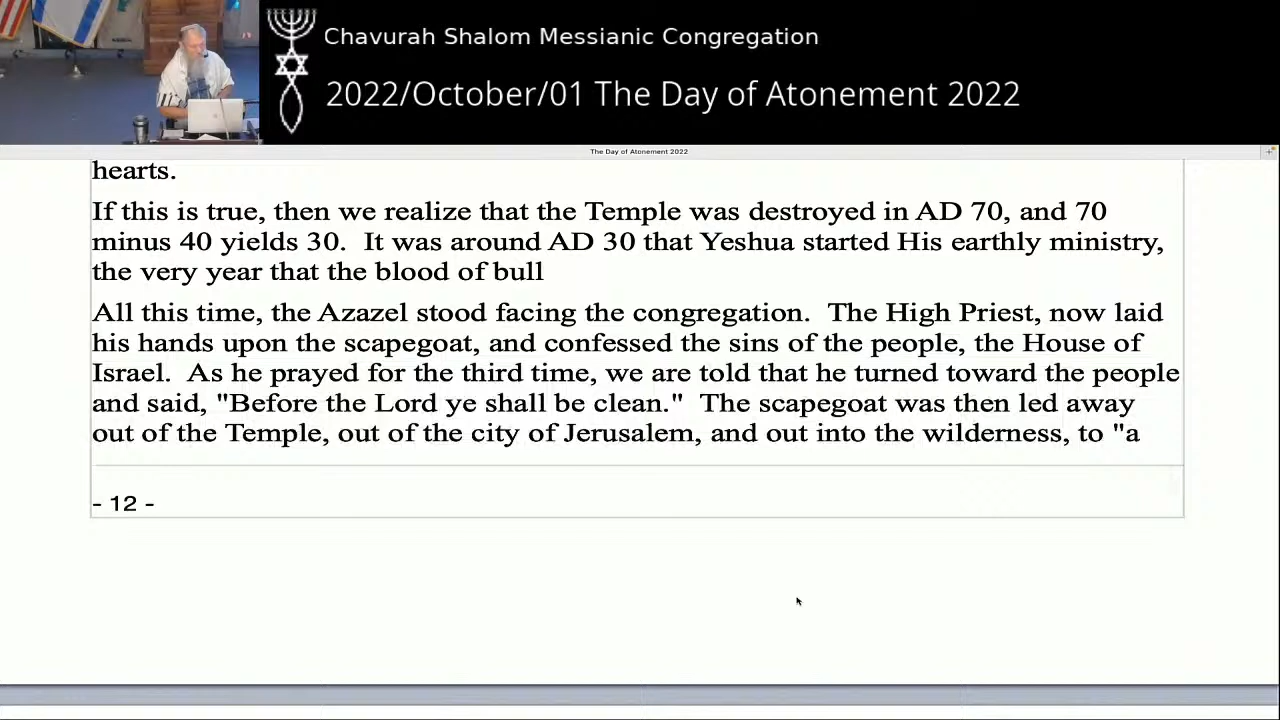 Chavurah Shalom Messianic Congregation
2022/October/01 The Day of Atonement 2022
The Day of Atonement 2022
hearts.
If this is true, then we realize that the Temple was destroyed in AD 70, and 70
minus 40 yields 30.  It was around AD 30 that Yeshua started His earthly ministry,
the very year that the blood of bull
All this time, the Azazel stood facing the congregation.  The High Priest, now laid
his hands upon the scapegoat, and confessed the sins of the people, the House of
Israel.  As he prayed for the third time, we are told that he turned toward the people
and said, "Before the Lord ye shall be clean."  The scapegoat was then led away
out of the Temple, out of the city of Jerusalem, and out into the wilderness, to "a
- 12 -